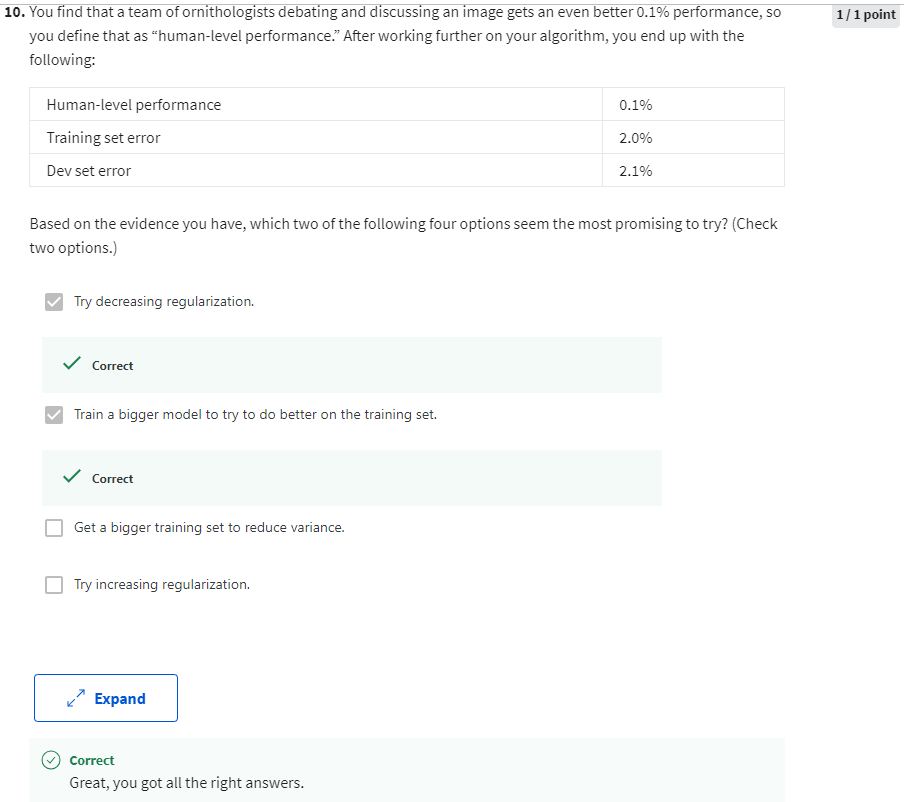 10. You find that a team of ornithologists debating and discussing an image gets an even better 0.1% performance, so
1 / 1 point
you define that as “human-level performance.” After working further on your algorithm, you end up with the
following:
Human-level performance 0.1%
Training set error 2.0%
Dev set error 2.1%
Based on the evidence you have, which two of the following four options seem the most promising to try? (Check
two options.)
Try decreasing regularization.
Correct
Train a bigger model to try to do better on the training set.
Correct
Get a bigger training set to reduce variance.
Try increasing regularization.
Expand
Correct
Great, you got all the right answers.